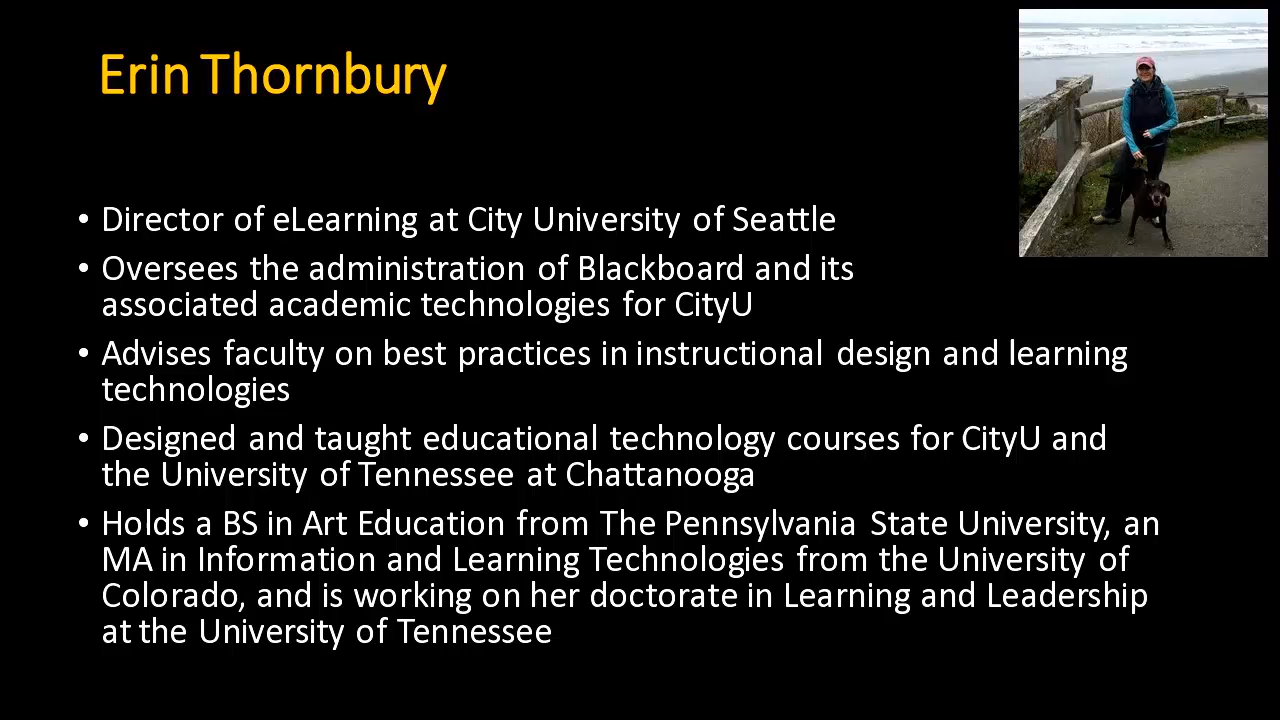 Erin Thornbury
• Director of eLearning at City University of Seattle
• Oversees the administration of Blackboard and its
associated academic technologies for CityU
• Advises faculty on best practices in instructional design and learning
technologies
• Designed and taught educational technology courses for CityU and
the University of Tennessee at Chattanooga
• Holds a BS in Art Education from The Pennsylvania State University, an
MA in Information and Learning Technologies from the University of
Colorado, and is working on her doctorate in Learning and Leadership
at the University of Tennessee